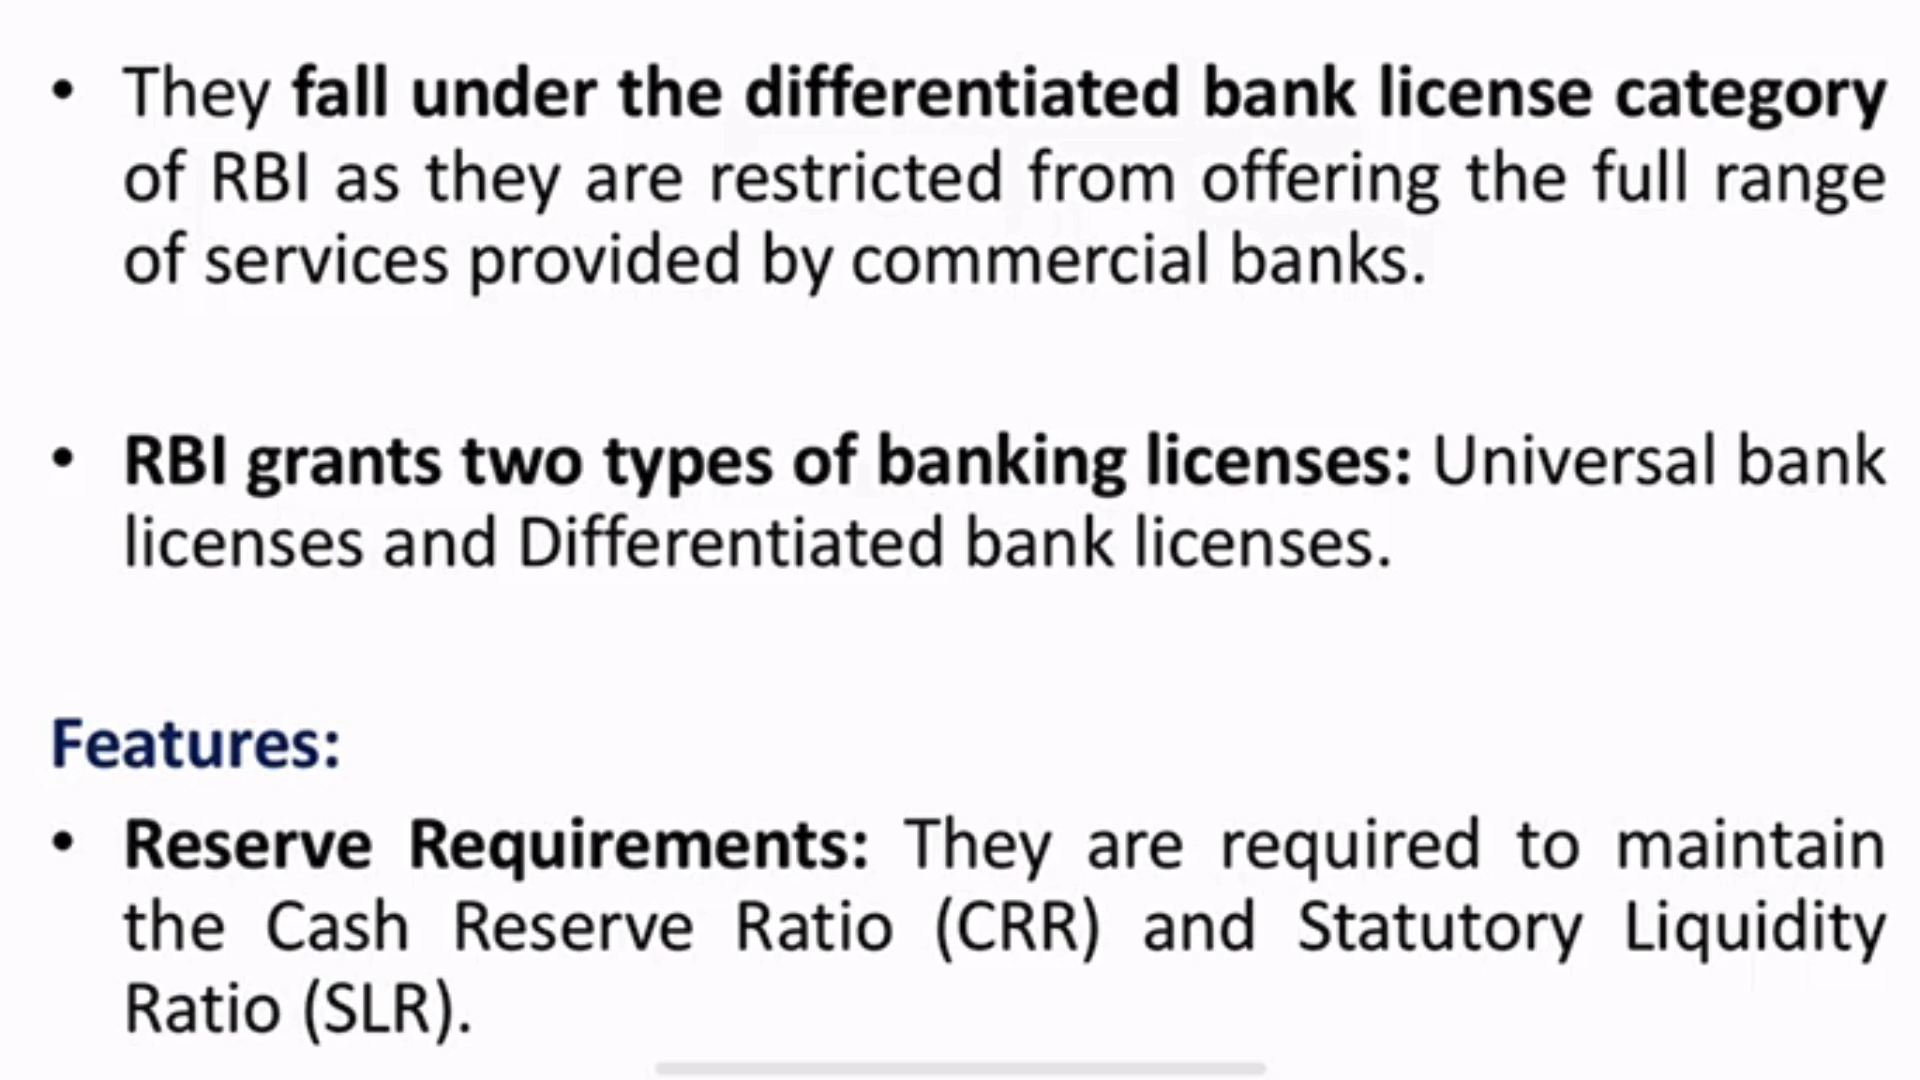 • They fall under the differentiated bank license category
of RBI as they are restricted from offering the full range
of services provided by commercial banks.
• RBI grants two types of banking licenses: Universal bank
licenses and Differentiated bank licenses.
Features:
• Reserve Requirements: They are required to maintain
the Cash Reserve Ratio (CRR) and Statutory Liquidity
Ratio (SLR).